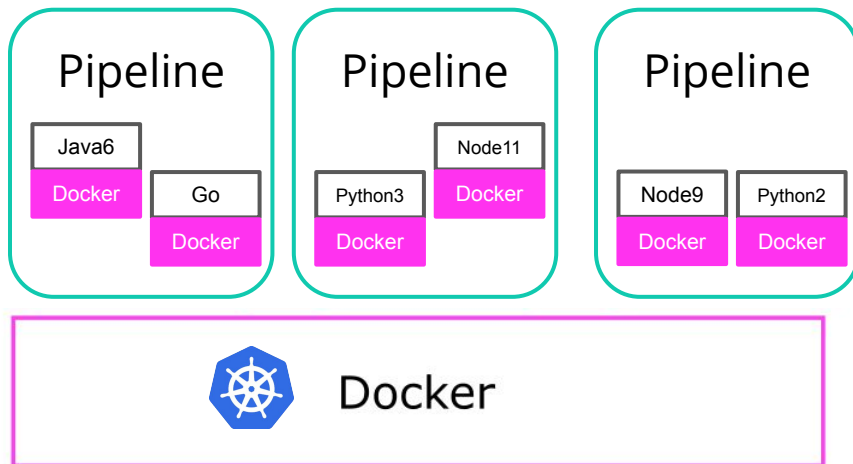 Pipeline
Java6
Docker
Go
Docker
Pipeline
Node11
Docker
Python3
Docker
Pipeline
Node9
Docker
Python2
Docker
Docker